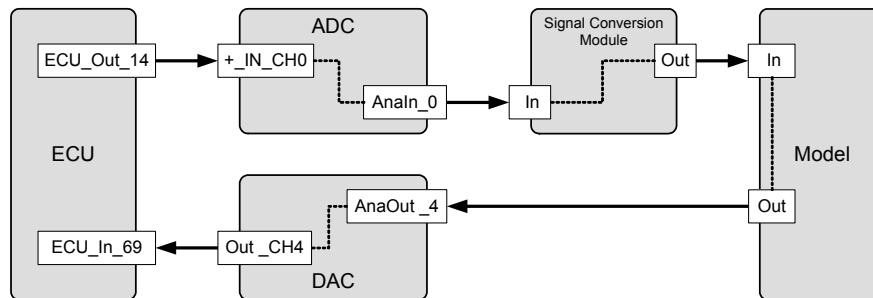 ADC
Signal Conversion
Module
ECU_Out_14
+_IN_CH0
Out
In
AnaIn_0
In
ECU
Model
AnaOut _4
Out
ECU_In_69
Out _CH4
DAC